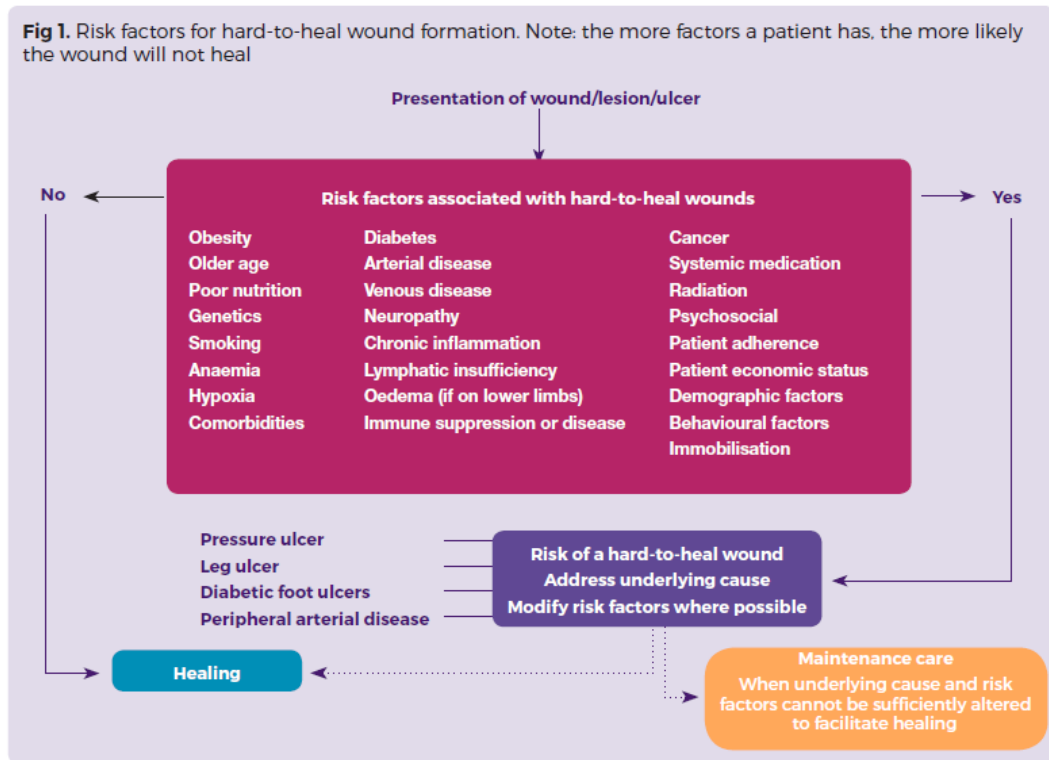 Fig 1. Risk factors for hard-to-heal wound formation. Note: the more factors a patient has, the more likely
the wound will not heal
Presentation of wound/lesion/ulcer
No
Yes
Risk factors associated with hard-to-heal wounds
Obesity
Older age
Poor nutrition
Genetics
Smoking
Anaemia
Hypoxia
Comorbidities
Diabetes
Arterial disease
Venous disease
Neuropathy
Chronic inflammation
Lymphatic insufficiency
Oedema (if on lower limbs)
Immune suppression or disease
Cancer
Systemic medication
Radiation
Psychosocial
Patient adherence
Patient economic status
Demographic factors
Behavioural factors
Immobilisation
Pressure ulcer
Leg ulcer
Diabetic foot ulcers
Peripheral arterial disease
Risk of a hard-to-heal wound
Address underlying cause
Modify risk factors where possible
Healing
Maintenance care
When underlying cause and risk
factors cannot be sufficiently altered
to facilitate healing